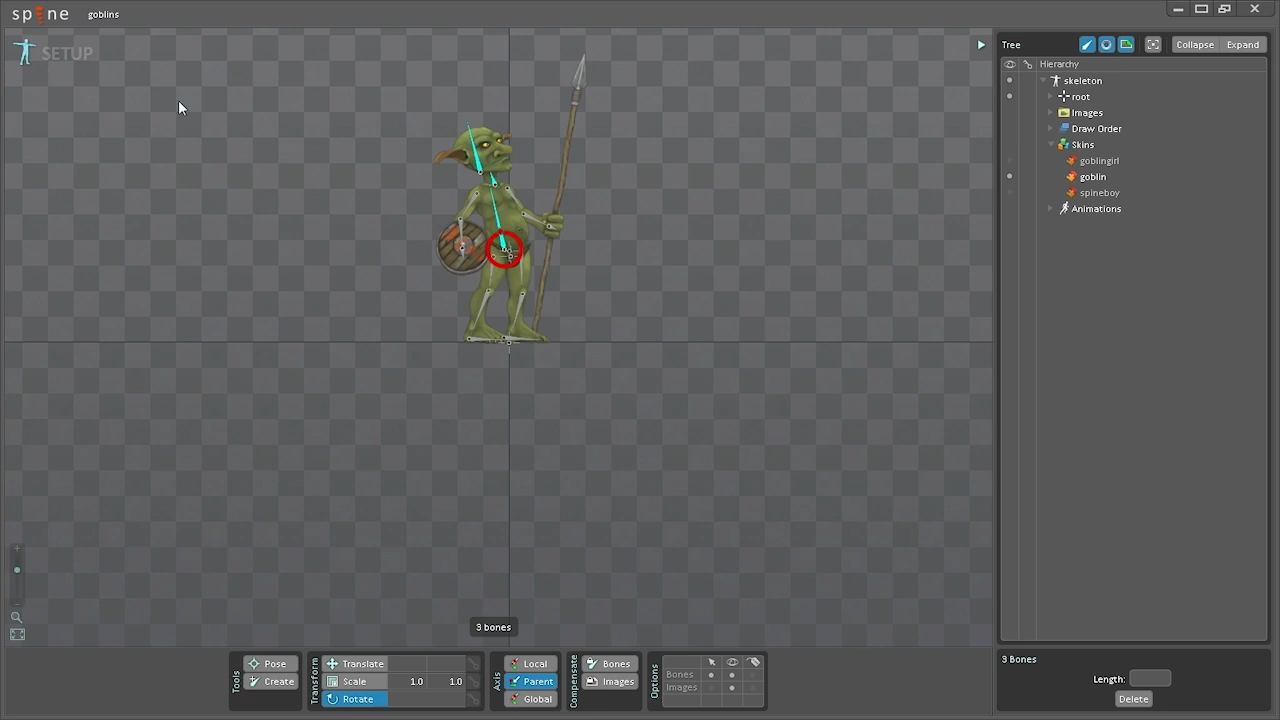 spine goblins
SETUP
Tree
Collapse
Expand
Hierarchy
skeleton
root
Images
Draw Order
Skins
goblingirl
goblin
spineboy
Animations
3 bones
Tools
Pose
Create
Transform
Translate
Scale 1.0 1.0
Rotate
Axis
Local
Parent
Global
Compensate
Bones
Images
Options
Bones
Images
3 Bones
Length:
Delete